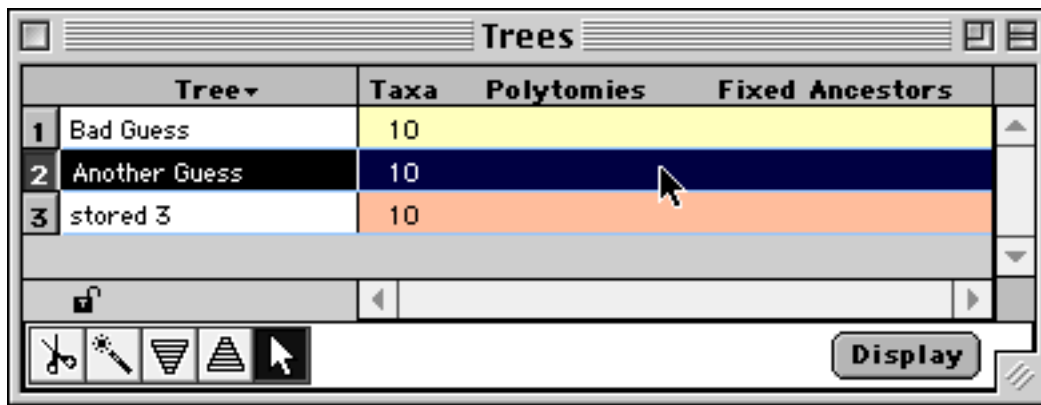 Trees
Tree Taxa Polytomies Fixed Ancestors
1 Bad Guess 10
2 Another Guess 10
3 stored 3 10
Display